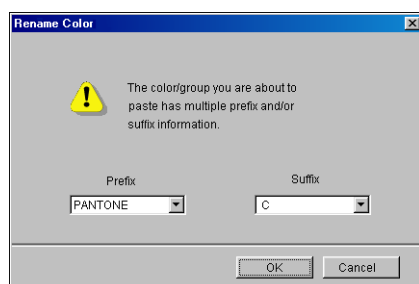 Rename Color
The color/group you are about to
paste has multiple prefix and/or
suffix information.
Prefix Suffix
PANTONE C
OK Cancel